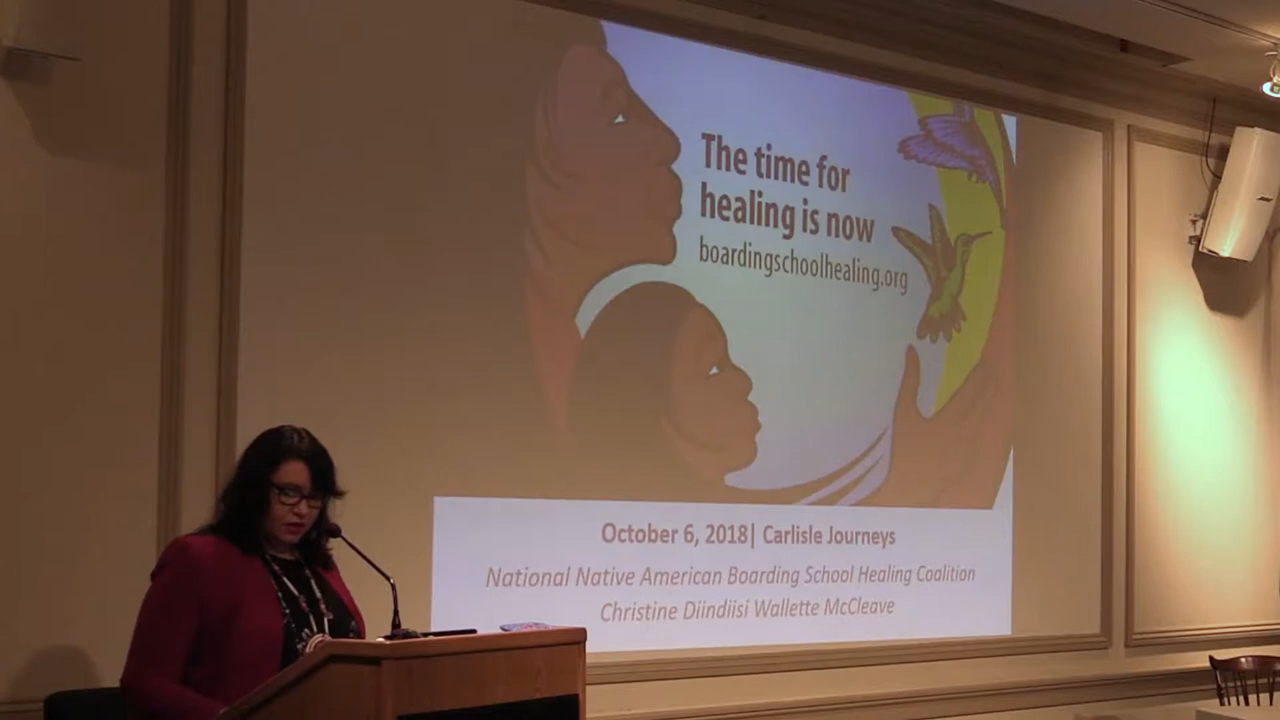 The time for
healing is now
boardingschoolhealing.org
October 6, 2018| Carlisle Journeys
National Native American Boarding School Healing Coalition
Christine Diindiisi Wallette McCleave